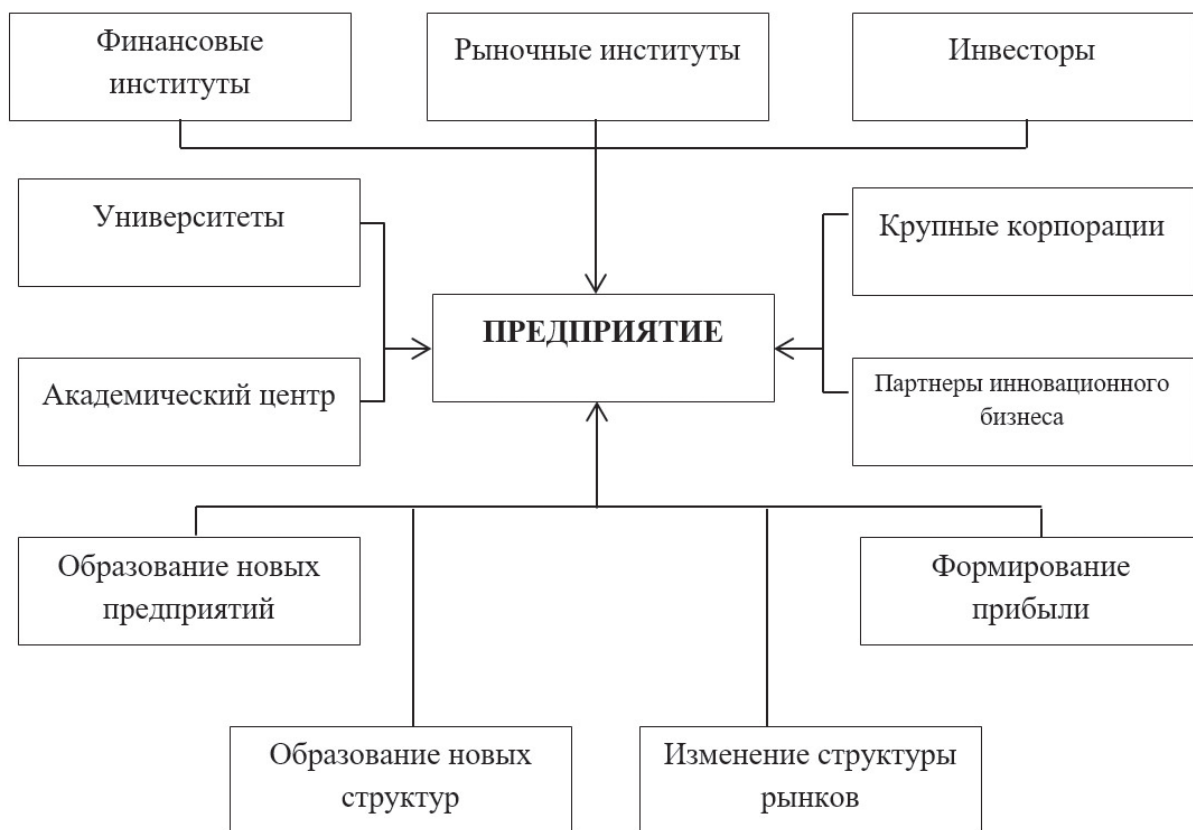 Финансовые
институты
Рыночные институты
Инвесторы
Университеты
Крупные корпорации
ПРЕДПРИЯТИЕ
Академический центр
Партнеры инновационного
бизнеса
Образование новых
предприятий
Формирование
прибыли
Образование новых
структур
Изменение структуры
рынков